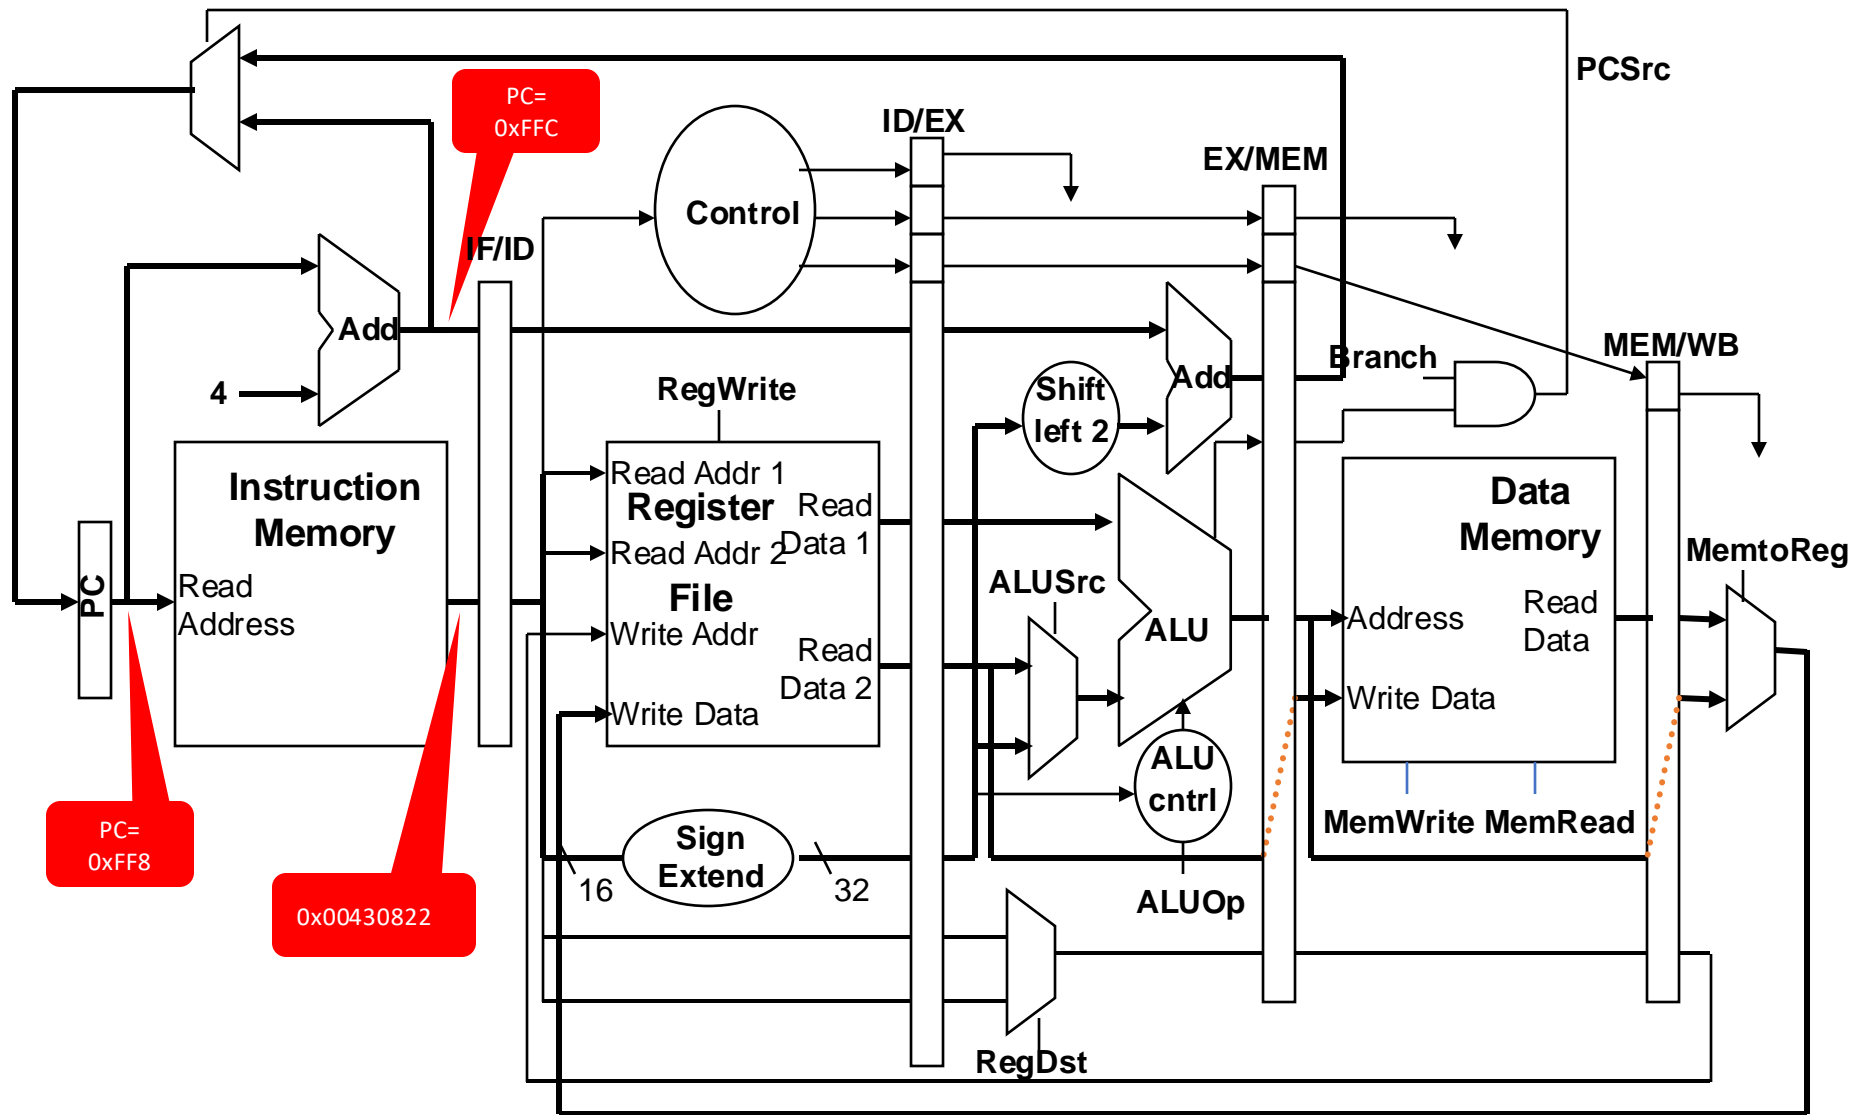 PCSrc
PC=
0xFFC
ID/EX
EX/MEM
Control
IF/ID
Add
4
RegWrite
Shift
left 2
Add
Branch
MEM/WB
Instruction
Memory
Read
Address
PC
Read Addr 1
Register
Read Addr 2
File
Write Addr
Write Data
Read
Data 1
Read
Data 2
ALUSrc
ALU
Data
Memory
Address
Read
Data
Write Data
MemtoReg
ALU
cntrl
MemWrite MemRead
PC=
0xFF8
Sign
Extend
16
32
ALUOp
0x00430822
RegDst